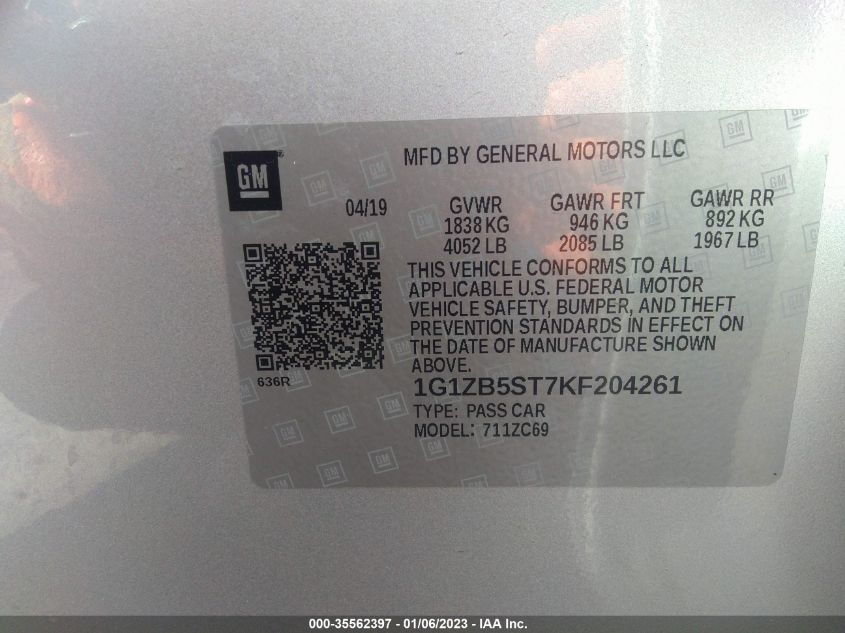 GM
MFD BY GENERAL MOTORS LLC
04/19
GVWR GAWR FRT GAWR RR
1838 KG 946 KG 892 KG
4052 LB 2085 LB 1967 LB
THIS VEHICLE CONFORMS TO ALL
APPLICABLE U.S. FEDERAL MOTOR
VEHICLE SAFETY, BUMPER, AND THEFT
PREVENTION STANDARDS IN EFFECT ON
THE DATE OF MANUFACTURE SHOWN
ABOVE.
636R
1G1ZB5ST7KF204261
TYPE: PASS CAR
MODEL: 711ZC69
000-35562397 - 01/06/2023 - IAA Inc.